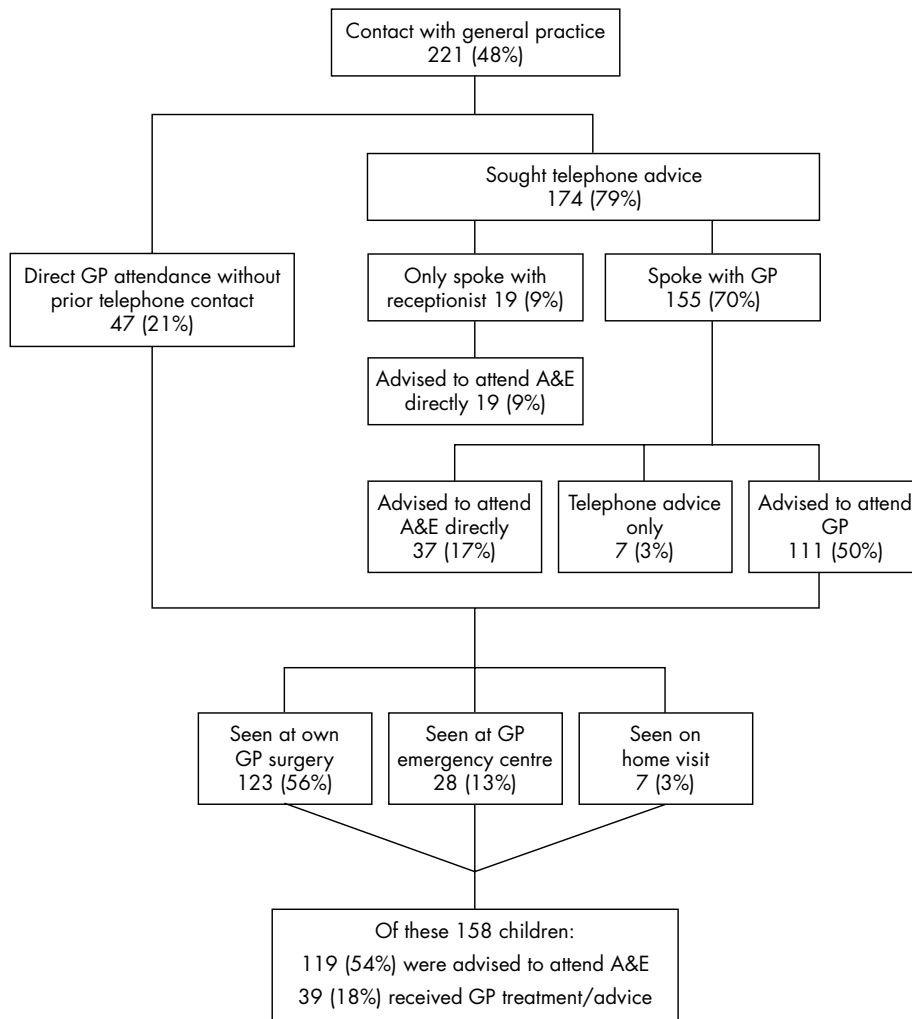 Contact with general practice
221 (48%)
Sought telephone advice
174 (79%)
Direct GP attendance without
prior telephone contact
47 (21%)
Only spoke with
receptionist 19 (9%)
Spoke with GP
155 (70%)
Advised to attend A&E
directly 19 (9%)
Advised to attend
A&E directly
37 (17%)
Telephone advice
only
7 (3%)
Advised to attend
GP
111 (50%)
Seen at own
GP surgery
123 (56%)
Seen at GP
emergency centre
28 (13%)
Seen on
home visit
7 (3%)
Of these 158 children:
119 (54%) were advised to attend A&E
39 (18%) received GP treatment/advice